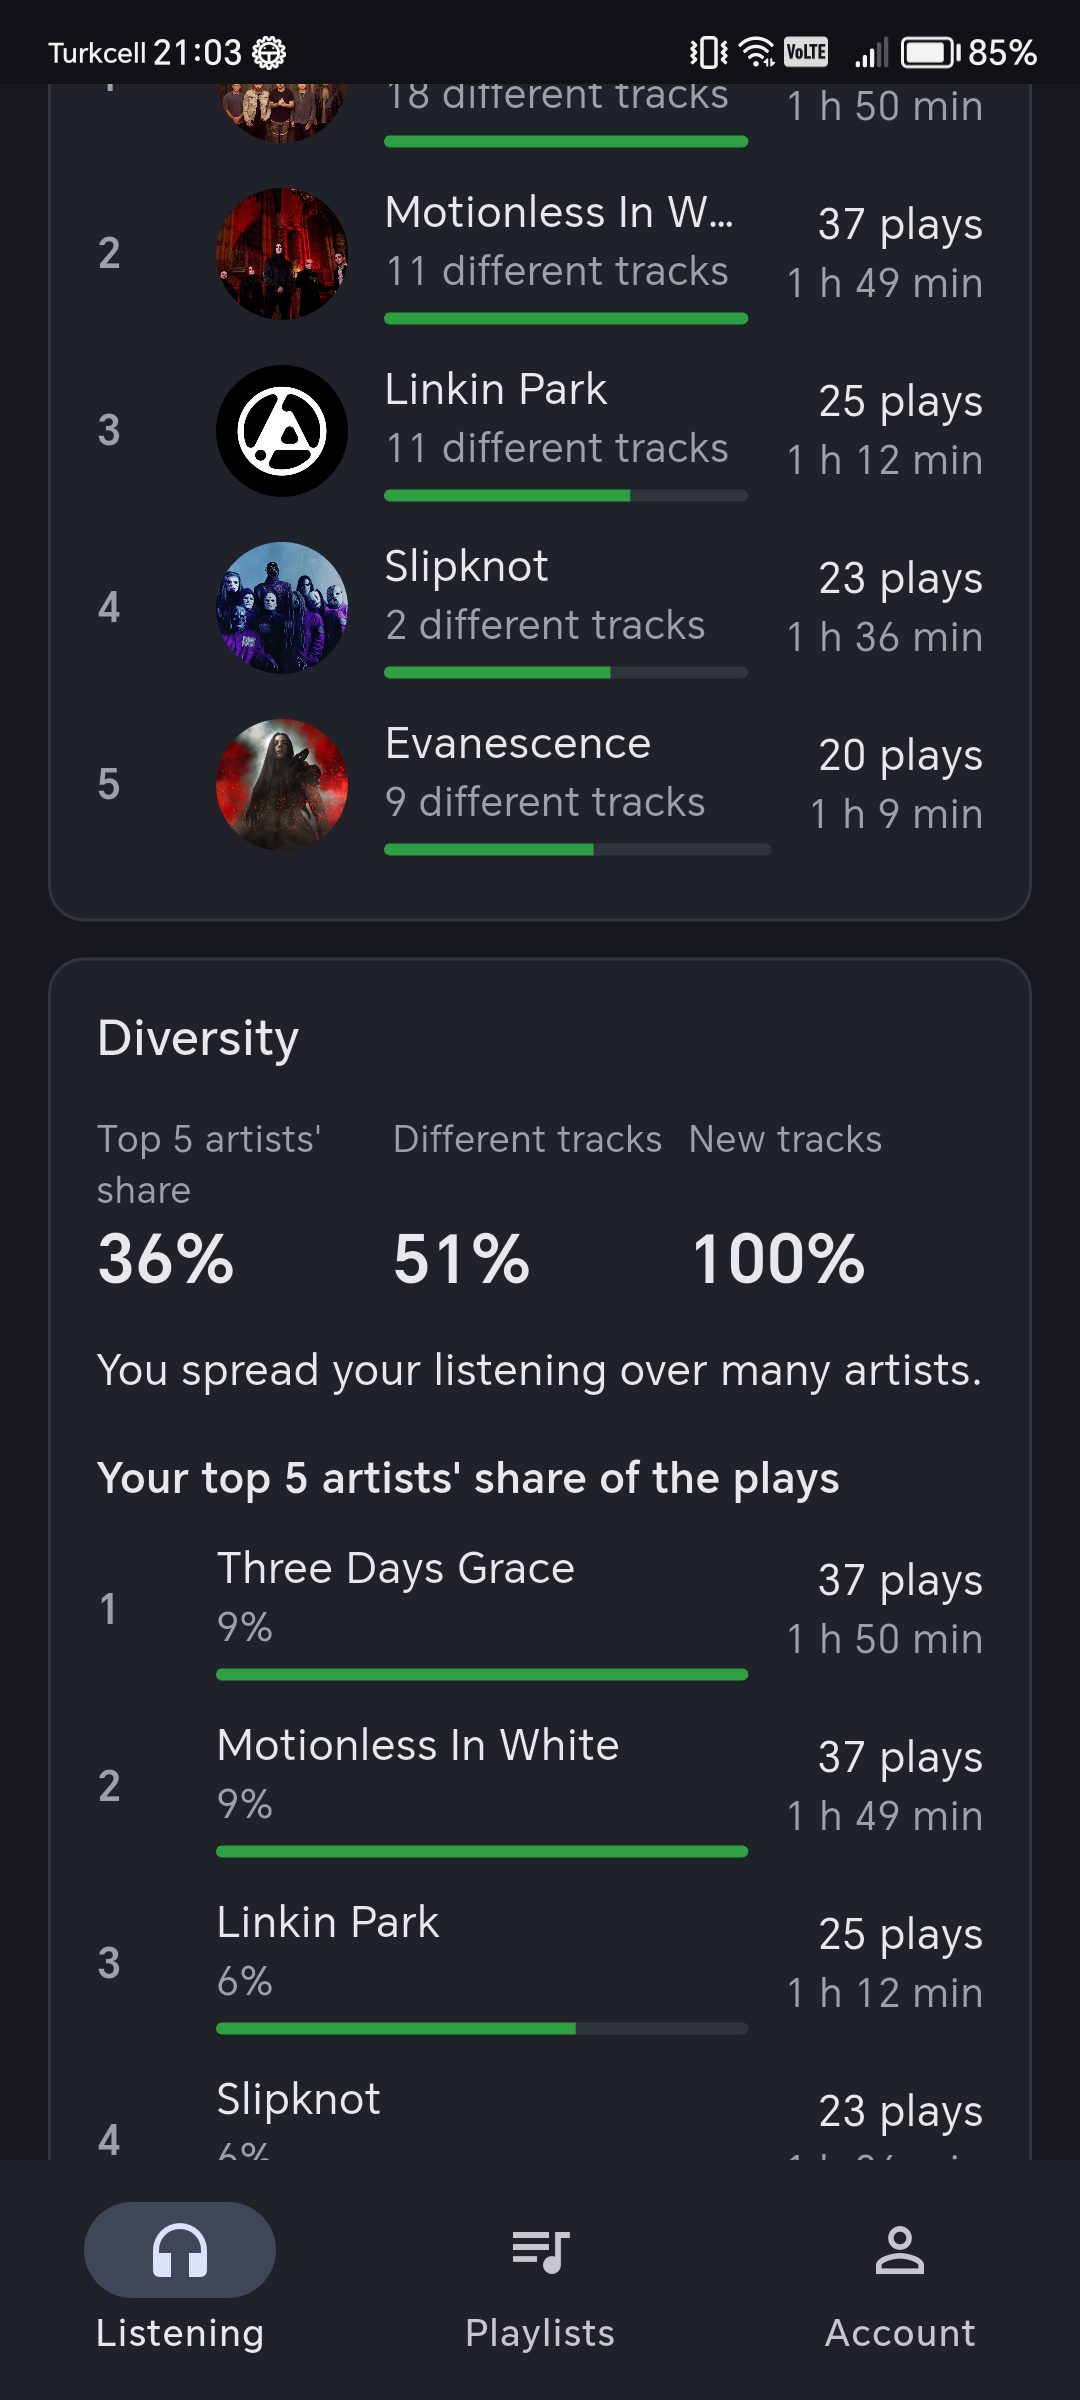 Turkcell 21:03 VoLTE 85%
18 different tracks
1 h 50 min
2
Motionless In W...
11 different tracks
37 plays
1 h 49 min
3
Linkin Park
11 different tracks
25 plays
1 h 12 min
4
Slipknot
2 different tracks
23 plays
1 h 36 min
5
Evanescence
9 different tracks
20 plays
1 h 9 min
Diversity
Top 5 artists'
share
36%
Different tracks
51%
New tracks
100%
You spread your listening over many artists.
Your top 5 artists' share of the plays
1
Three Days Grace
9%
37 plays
1 h 50 min
2
Motionless In White
9%
37 plays
1 h 49 min
3
Linkin Park
6%
25 plays
1 h 12 min
4
Slipknot
6%
23 plays
Listening
Playlists
Account